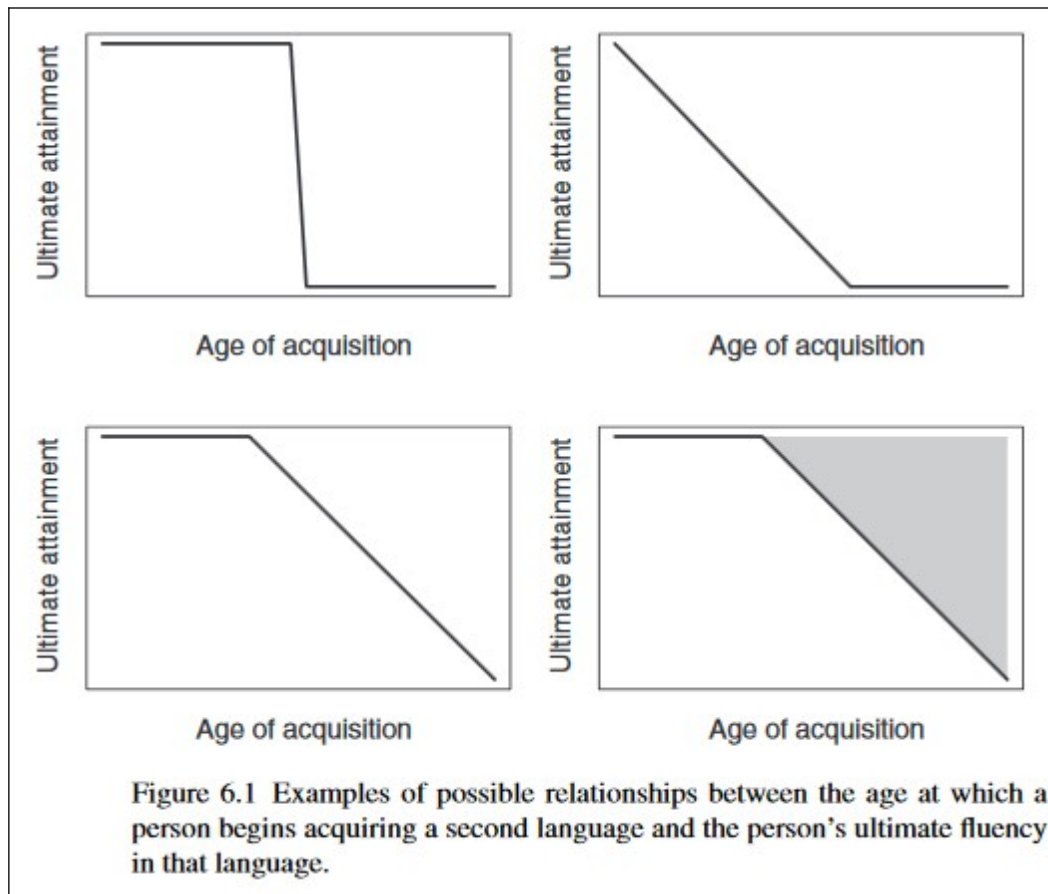 Ultimate attainment
Age of acquisition
Ultimate attainment
Age of acquisition
Ultimate attainment
Age of acquisition
Ultimate attainment
Age of acquisition
Figure 6.1 Examples of possible relationships between the age at which a
person begins acquiring a second language and the person's ultimate fluency
in that language.